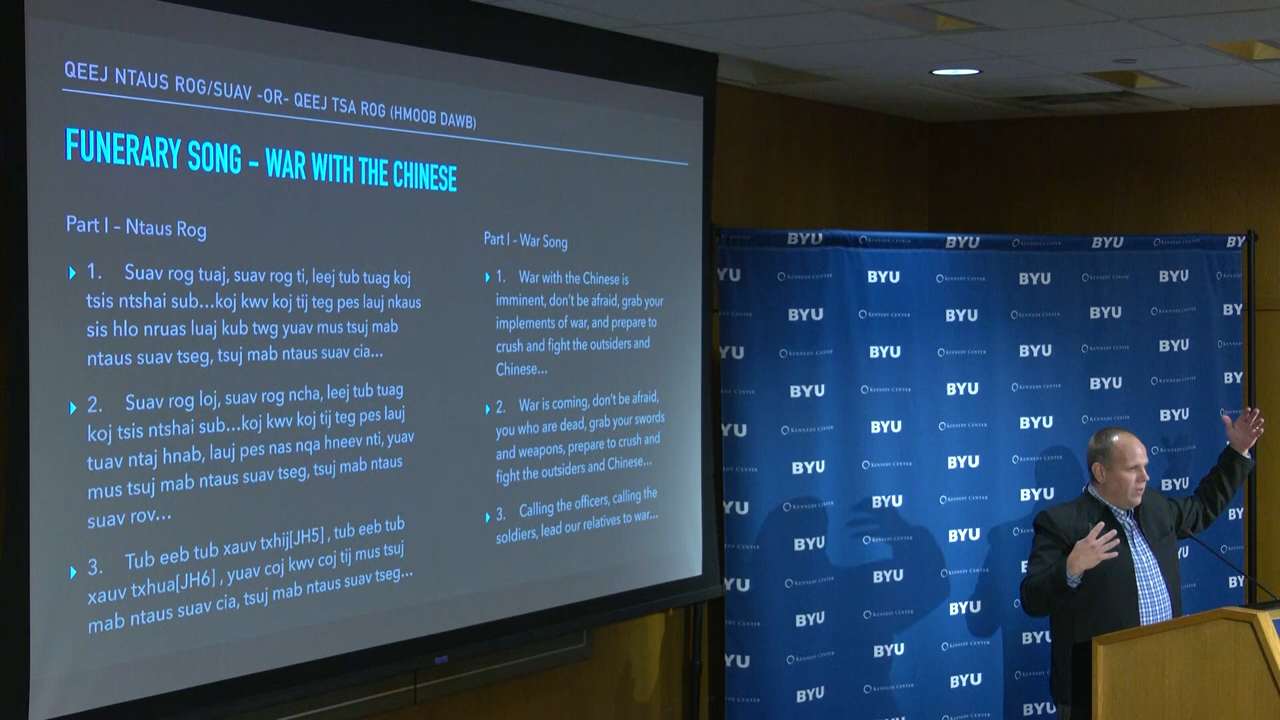 QEEJ NTAUS ROG/SUAV -OR- QEEJ TSA ROG (HMOOB DAWB)
FUNERARY SONG – WAR WITH THE CHINESE
Part I – Ntaus Rog
1. Suav rog tuaj, suav rog ti, leej tub tuag koj
tsis ntshai sub...koj kwv koj tij teg pes lauj nkaus
sis hlo nruas luaj kub twg yuav mus tsuj mab
ntaus suav tseg, tsuj mab ntaus suav cia...
2. Suav rog loj, suav rog ncha, leej tub tuag
koj tsis ntshai sub...koj kwv koj tij teg pes lauj
tuav ntaj hnab, lauj pes nas nqa hneev nti, yuav
mus tsuj mab ntaus suav tseg, tsuj mab ntaus
suav rov...
3. Tub eeb tub xauv txhij[JH5] , tub eeb tub
xauv txhua[JH6] , yuav coj kwv coj tij mus tsuj
mab ntaus suav cia, tsuj mab ntaus suav tseg...
Part I – War Song
1. War with the Chinese is
imminent, don't be afraid, grab your
implements of war, and prepare to
crush and fight the outsiders and
Chinese...
2. War is coming, don't be afraid,
you who are dead, grab your swords
and weapons, prepare to crush and
fight the outsiders and Chinese...
3. Calling the officers, calling the
soldiers, lead our relatives to war...
BYU
KENNEDY CENTER